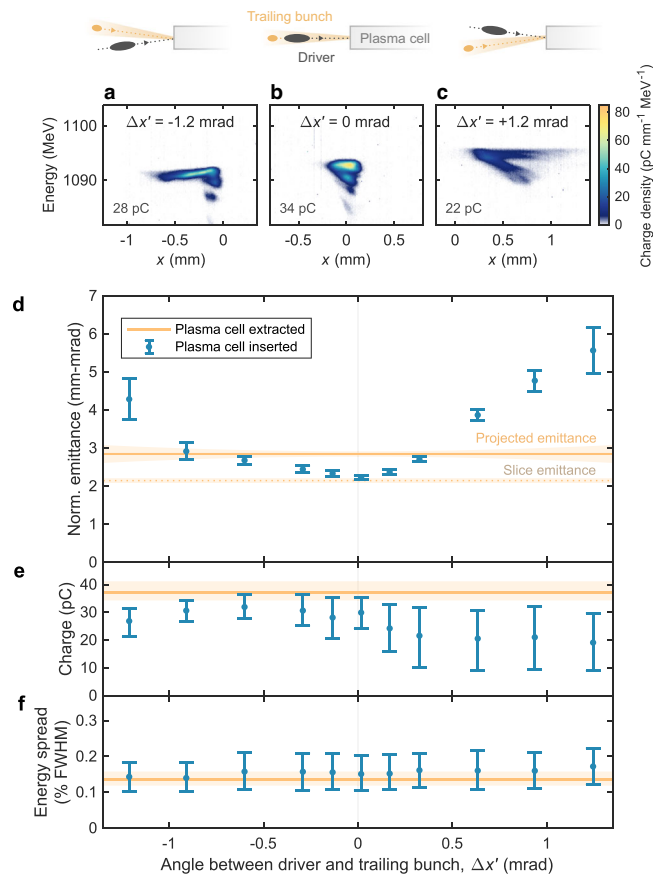 Trailing bunch
Plasma cell
Driver
a
b
c
Δx′ = -1.2 mrad
Δx′ = 0 mrad
Δx′ = +1.2 mrad
Energy (MeV)
1100
1090
28 pC
34 pC
22 pC
-1
-0.5
0
0
0.5
0
0.5
1
x (mm)
x (mm)
x (mm)
80
60
40
20
0
Charge density (pC mm⁻¹ MeV⁻¹)
d
Norm. emittance (mm-mrad)
7
6
5
4
3
2
1
0
Plasma cell extracted
Plasma cell inserted
Projected emittance
Slice emittance
e
Charge (pC)
40
30
20
10
0
f
Energy spread
(% FWHM)
0.3
0.2
0.1
0
-1
-0.5
0
0.5
1
Angle between driver and trailing bunch, Δx′ (mrad)